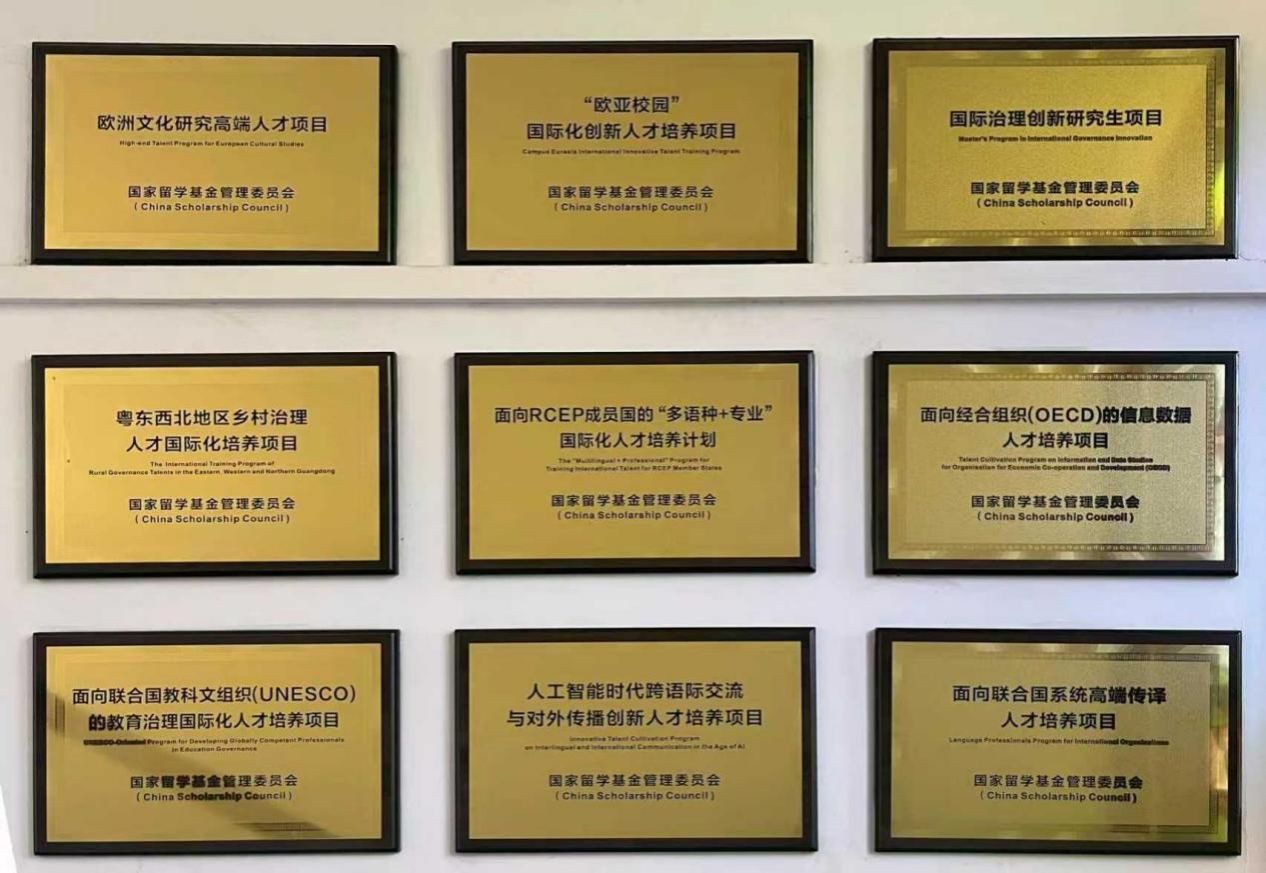 欧洲文化研究高端人才项目
High-end Talent Program for European Cultural Studies
国家留学基金管理委员会
( China Scholarship Council )
“欧亚校园”
国际化创新人才培养项目
Campus Eurasia International Innovative Talent Training Program
国家留学基金管理委员会
( China Scholarship Council )
国际治理创新研究生项目
Master's Program in International Governance Innovation
国家留学基金管理委员会
( China Scholarship Council )
粤东西北地区乡村治理
人才国际化培养项目
The International Training Program of
Rural Governance Talents in the Eastern, Western and Northern Guangdong
国家留学基金管理委员会
( China Scholarship Council )
面向RCEP成员国的“多语种+专业”
国际化人才培养计划
The "Multilingual + Professional" Program for
Training International Talent for RCEP Member States
国家留学基金管理委员会
( China Scholarship Council )
面向经合组织(OECD)的信息数据
人才培养项目
Talent Cultivation Program on Information and Data Studies
for Organisation for Economic Co-operation and Development (OECD)
国家留学基金管理委员会
( China Scholarship Council )
面向联合国教科文组织(UNESCO)
的教育治理国际化人才培养项目
UNESCO-Oriented Program for Developing Globally Competent Professionals
in Education Governance
国家留学基金管理委员会
( China Scholarship Council )
人工智能时代跨语际交流
与对外传播创新人才培养项目
Innovative Talent Cultivation Program
on Interlingual and International Communication in the Age of AI
国家留学基金管理委员会
( China Scholarship Council )
面向联合国系统高端传译
人才培养项目
Language Professionals Program for International Organizations
国家留学基金管理委员会
( China Scholarship Council )